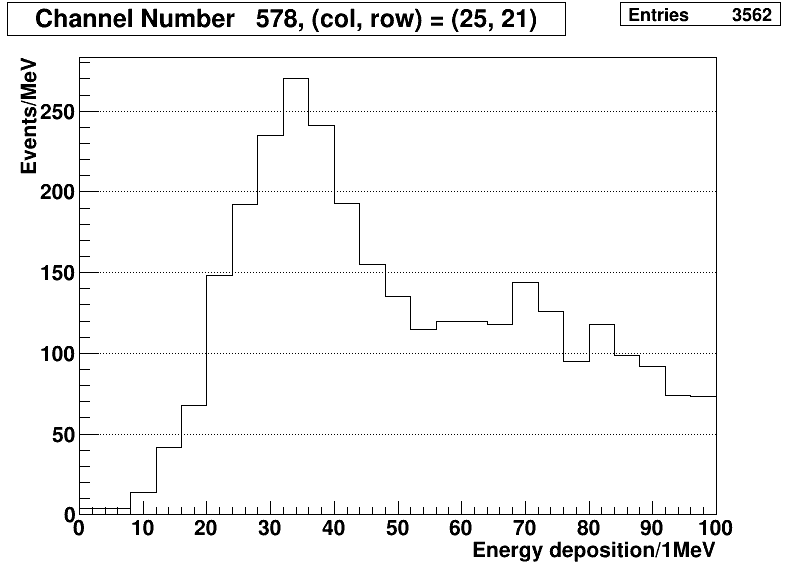 Channel Number 578, (col, row) = (25, 21)
Entries 3562
Events/MeV
250
200
150
100
50
0
0 10 20 30 40 50 60 70 80 90 100
Energy deposition/1MeV